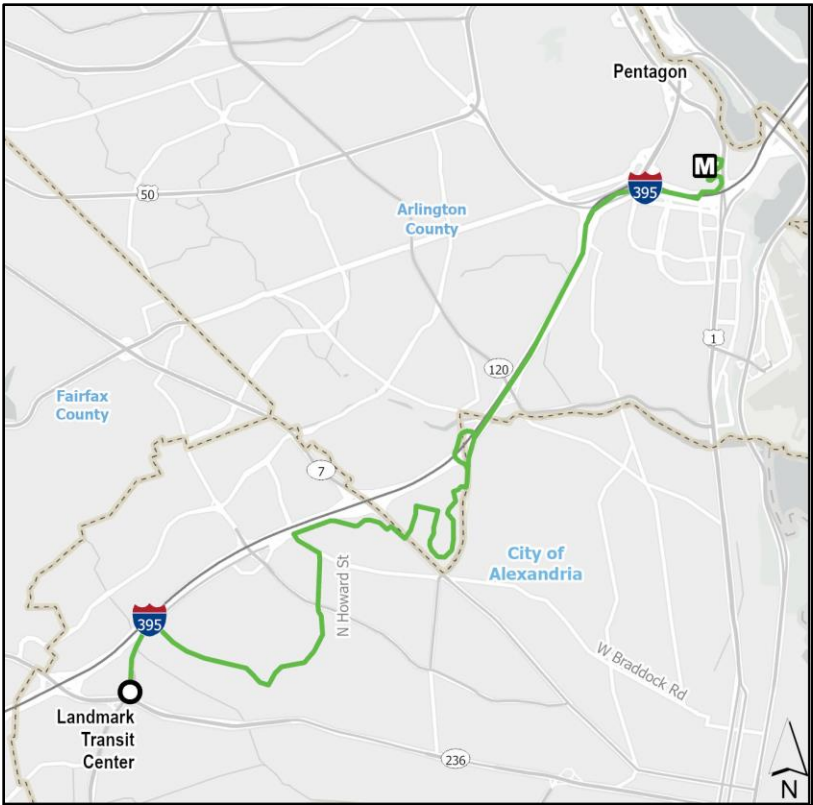 Pentagon
M
395
50
Arlington
County
1
120
Fairfax
County
7
City of
Alexandria
N Howard St
395
W Braddock Rd
Landmark
Transit
Center
236
N